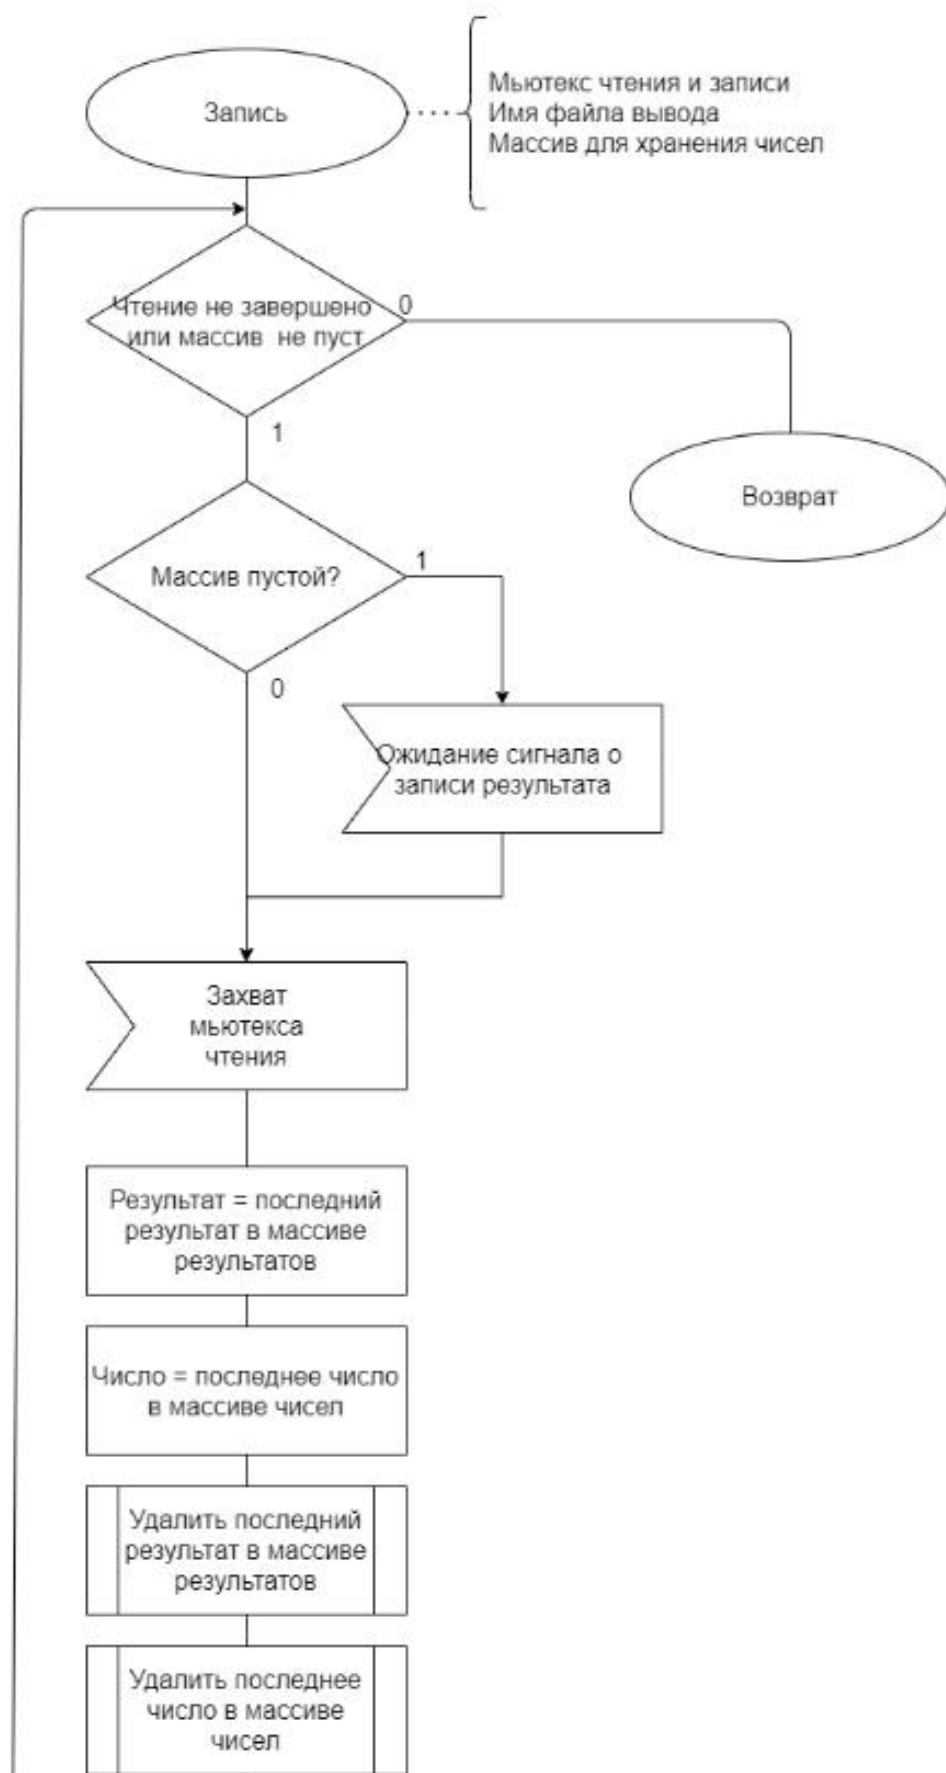 Запись
Мьютекс чтения и записи
Имя файла вывода
Массив для хранения чисел
Чтение не завершено
или массив не пуст
0
1
Возврат
Массив пустой?
1
0
Ожидание сигнала о
записи результата
Захват
мьютекса
чтения
Результат = последний
результат в массиве
результатов
Число = последнее число
в массиве чисел
Удалить последний
результат в массиве
результатов
Удалить последнее
число в массиве
чисел